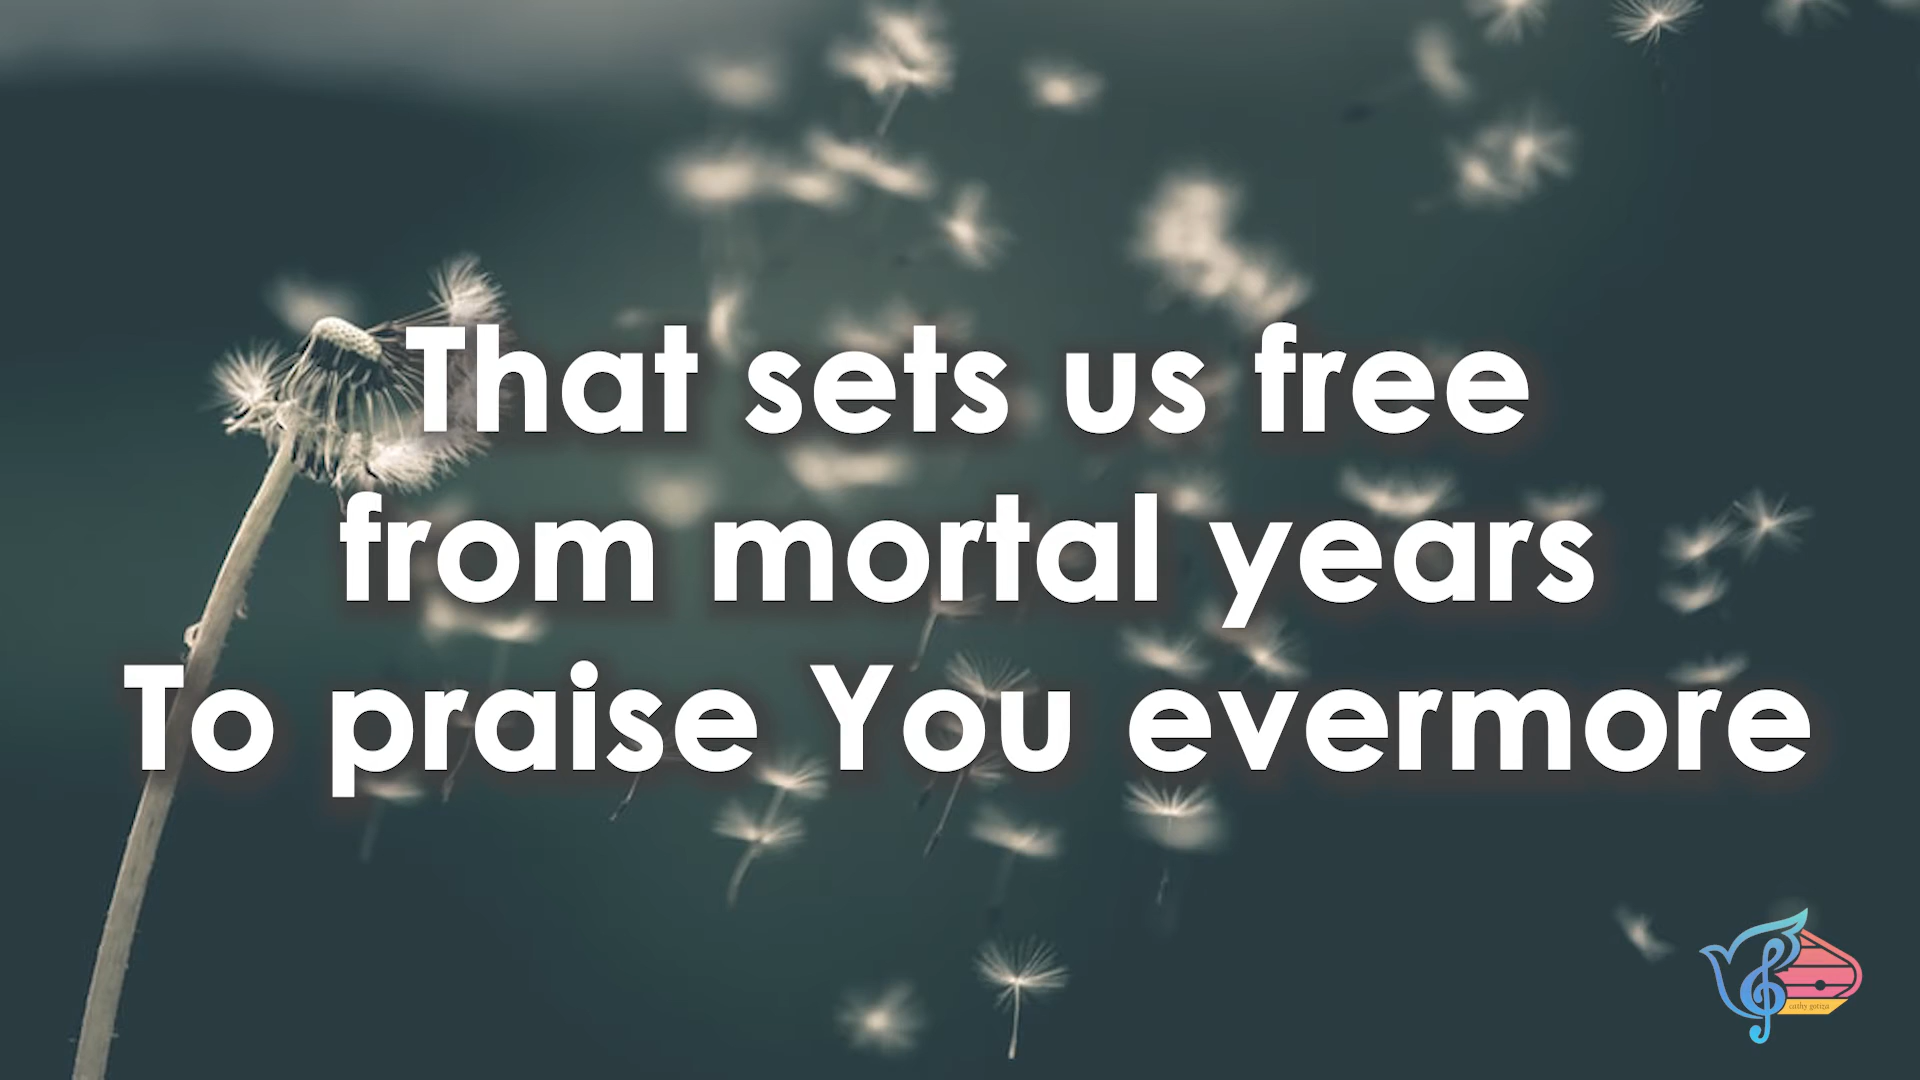 That sets us free
from mortal years
To praise You evermore